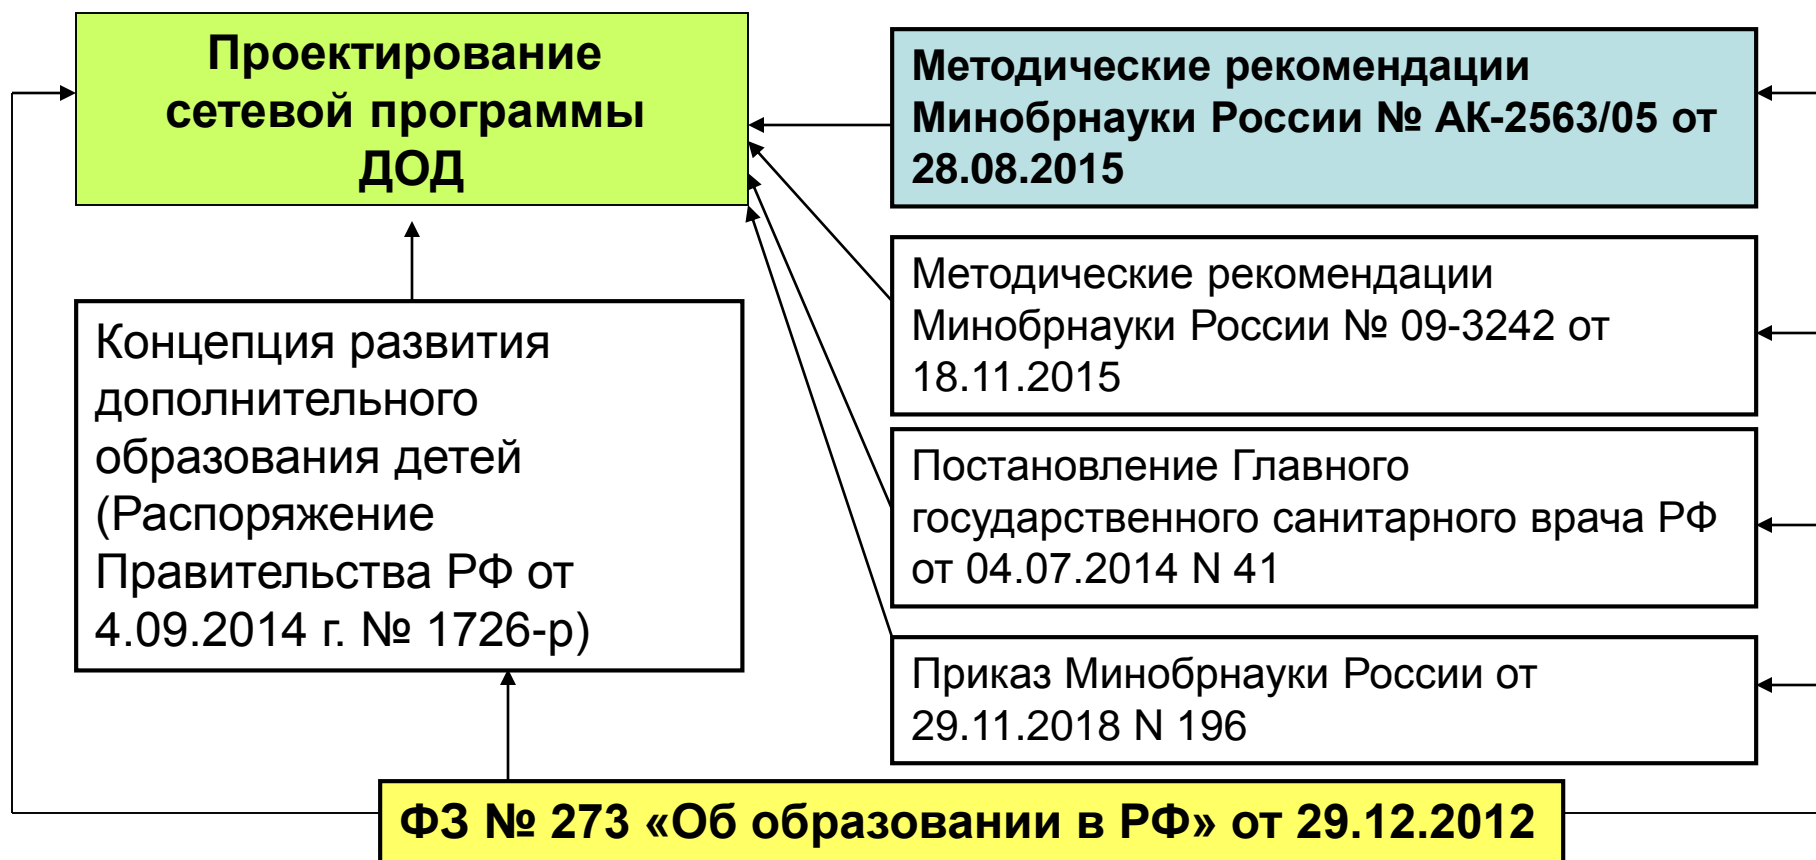 Проектирование
сетевой программы
ДОД
Методические рекомендации
Минобрнауки России № АК-2563/05 от
28.08.2015
Методические рекомендации
Минобрнауки России № 09-3242 от
18.11.2015
Концепция развития
дополнительного
образования детей
(Распоряжение
Правительства РФ от
4.09.2014 г. № 1726-р)
Постановление Главного
государственного санитарного врача РФ
от 04.07.2014 N 41
Приказ Минобрнауки России от
29.11.2018 N 196
ФЗ № 273 «Об образовании в РФ» от 29.12.2012